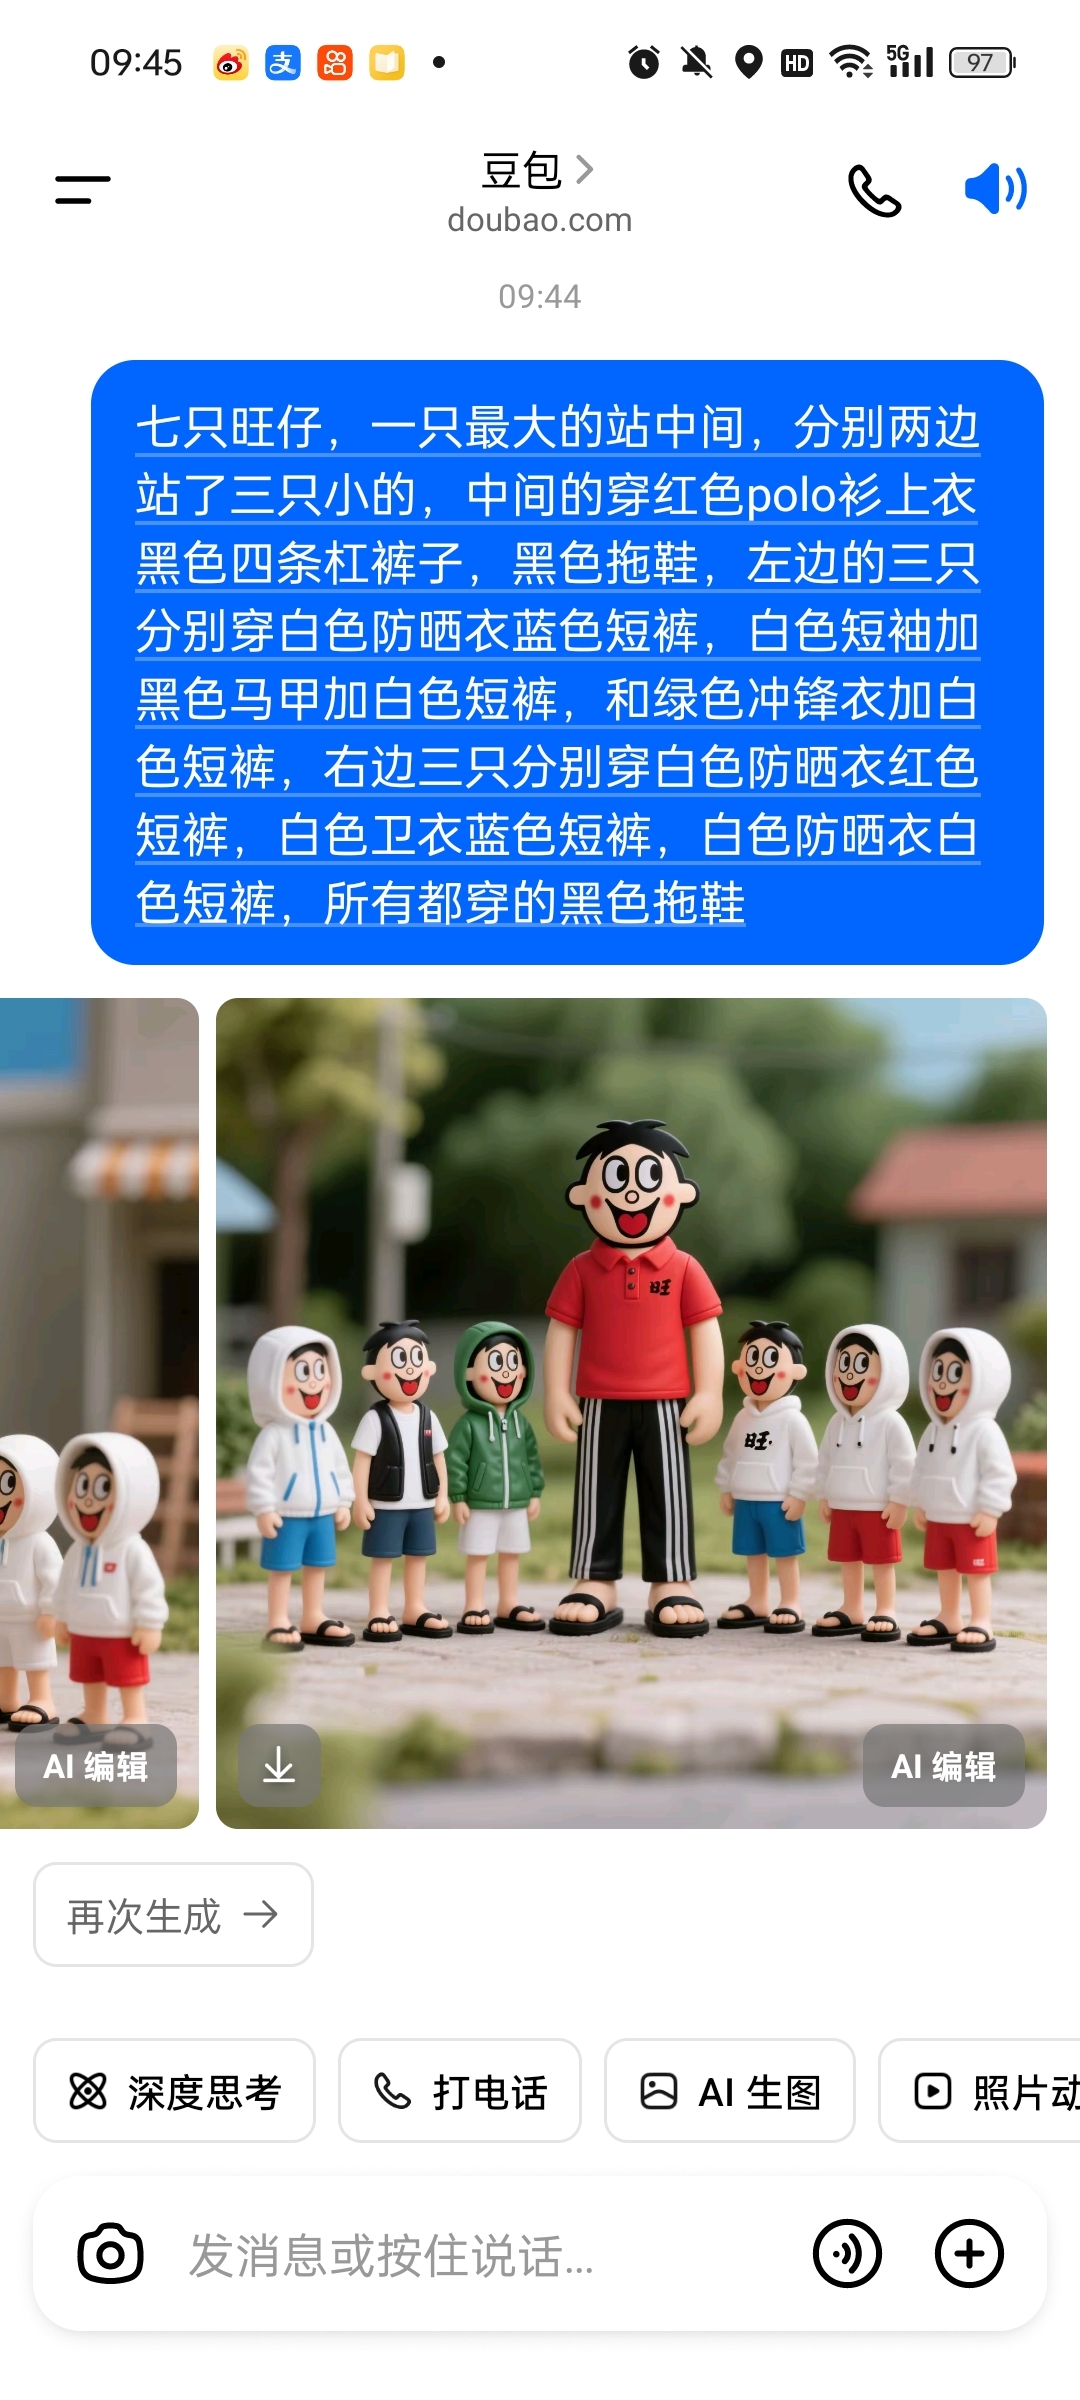 09:45
支
HD
5G
97
豆包
doubao.com
09:44
七只旺仔，一只最大的站中间，分别两边
站了三只小的，中间的穿红色polo衫上衣
黑色四条杠裤子，黑色拖鞋，左边的三只
分别穿白色防晒衣蓝色短裤，白色短袖加
黑色马甲加白色短裤，和绿色冲锋衣加白
色短裤，右边三只分别穿白色防晒衣红色
短裤，白色卫衣蓝色短裤，白色防晒衣白
色短裤，所有都穿的黑色拖鞋
旺
旺
AI 编辑
AI 编辑
再次生成
深度思考
打电话
AI 生图
照片动
发消息或按住说话...